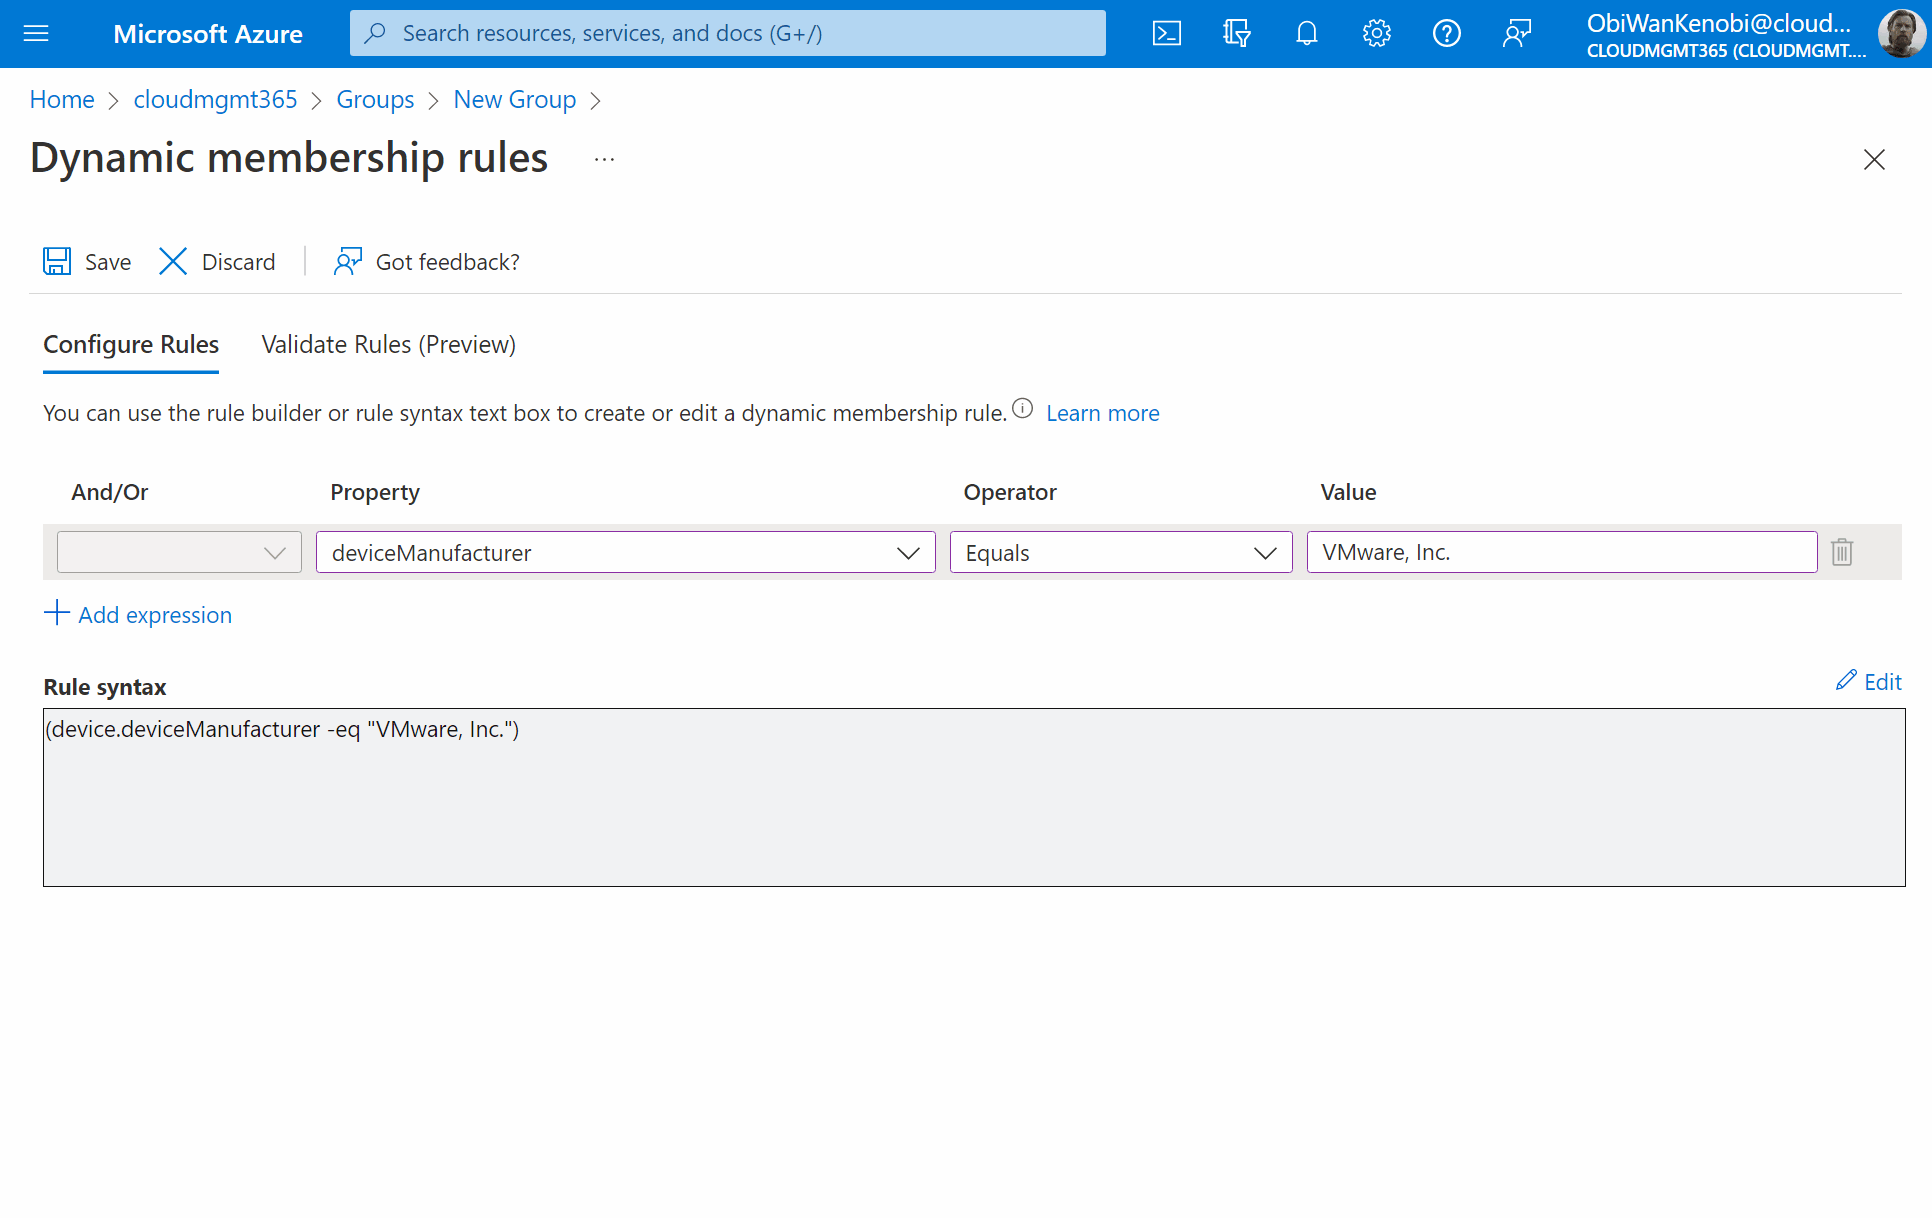 Microsoft Azure
Search resources, services, and docs (G+/)
ObiWanKenobi@cloud...
CLOUDMGMT365 (CLOUDMGMT....
Home > cloudmgmt365 > Groups > New Group >
Dynamic membership rules ...
Save Discard Got feedback?
Configure Rules Validate Rules (Preview)
You can use the rule builder or rule syntax text box to create or edit a dynamic membership rule. Learn more
And/Or Property Operator Value
deviceManufacturer Equals VMware, Inc.
Add expression
Rule syntax Edit
(device.deviceManufacturer -eq "VMware, Inc.")